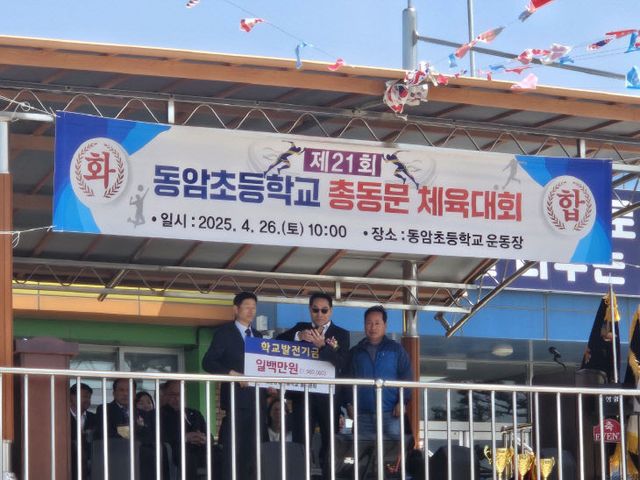 화
제21회
동암초등학교 총동문 체육대회
합
• 일시 : 2025. 4. 26.(토) 10:00 • 장소 : 동암초등학교 운동장
학교발전기금
일백만원
EVENT